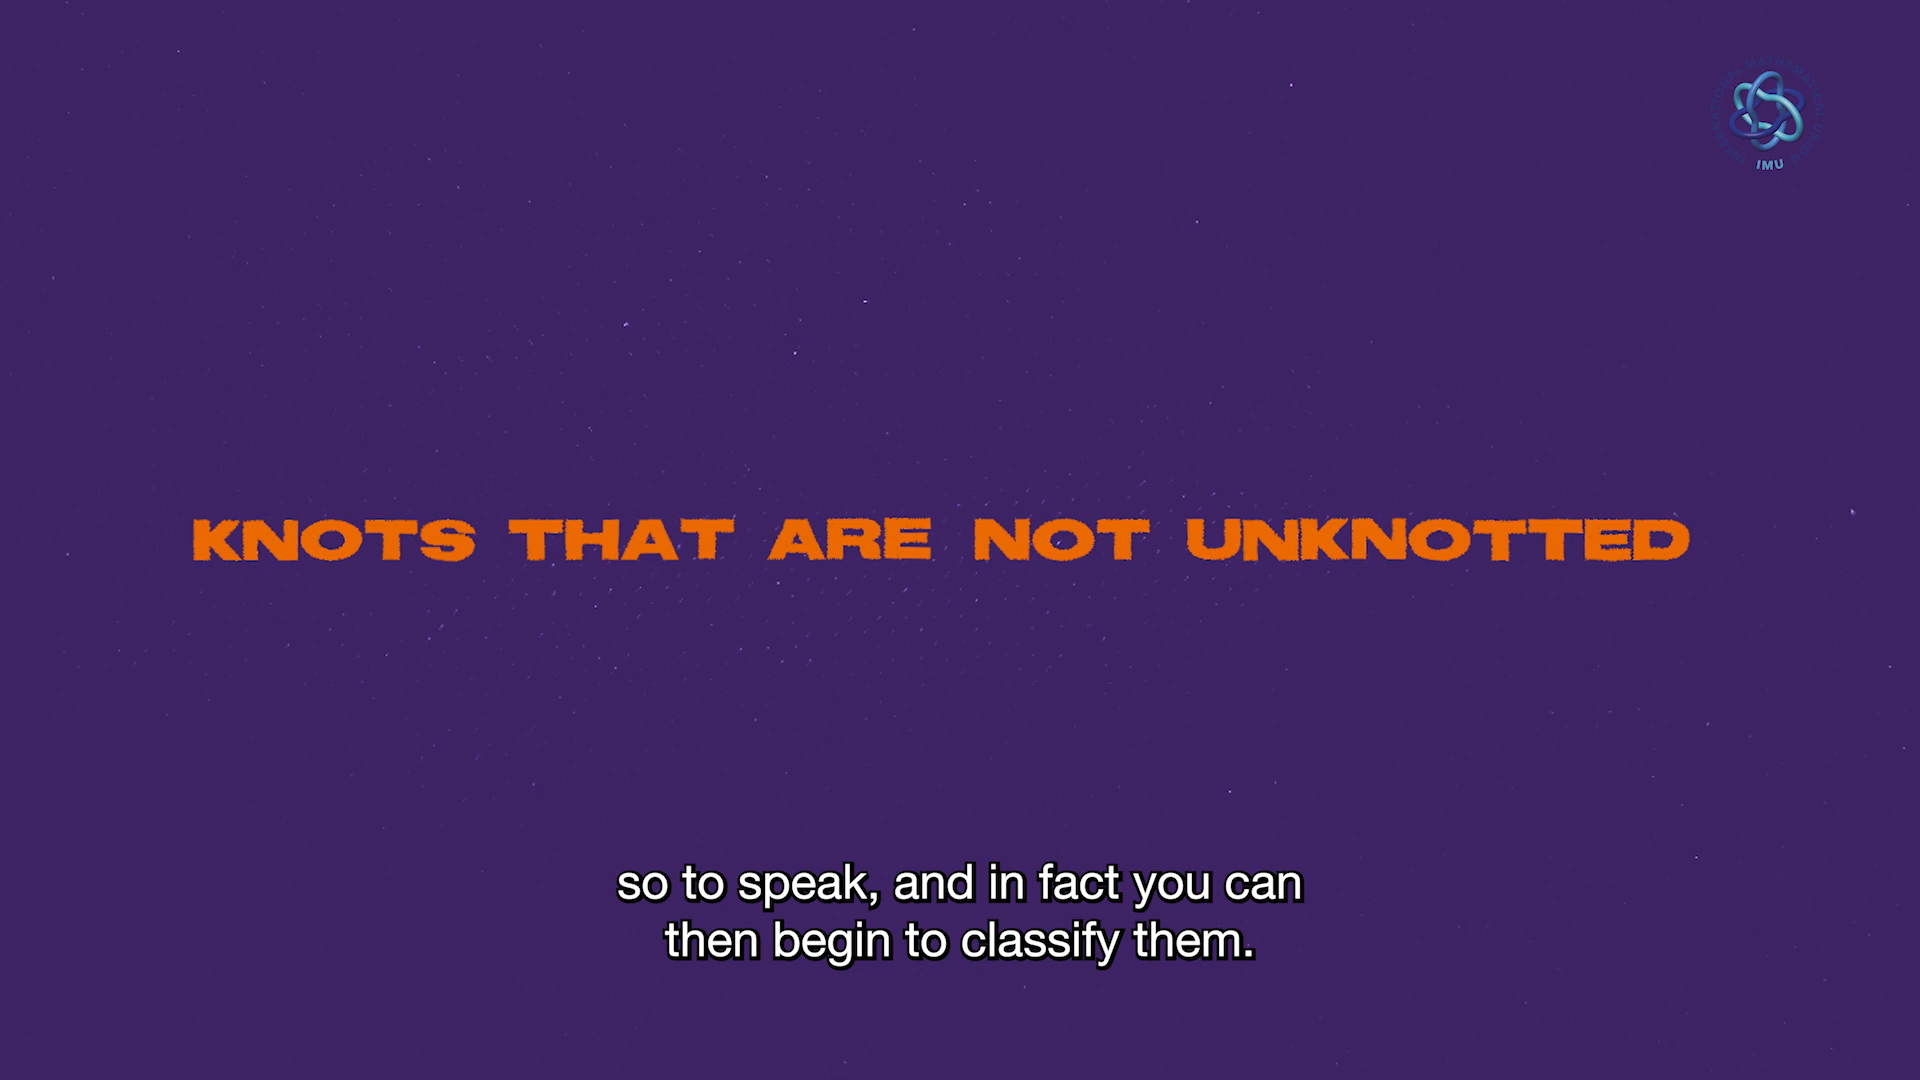 IMU
KNOTS THAT ARE NOT UNKNOTTED
so to speak, and in fact you can
then begin to classify them.